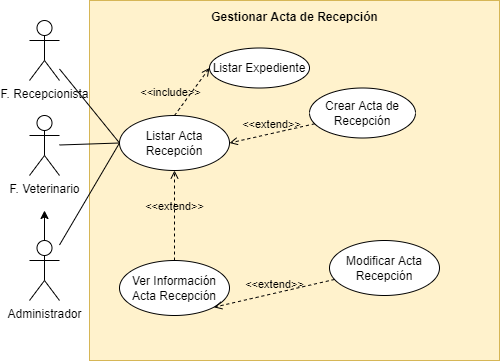 Gestionar Acta de Recepción
F. Recepcionista
Listar Expediente
<<include>>
Crear Acta de
Recepción
<<extend>>
Listar Acta
Recepción
F. Veterinario
<<extend>>
Administrador
Ver Información
Acta Recepción
<<extend>>
Modificar Acta
Recepción